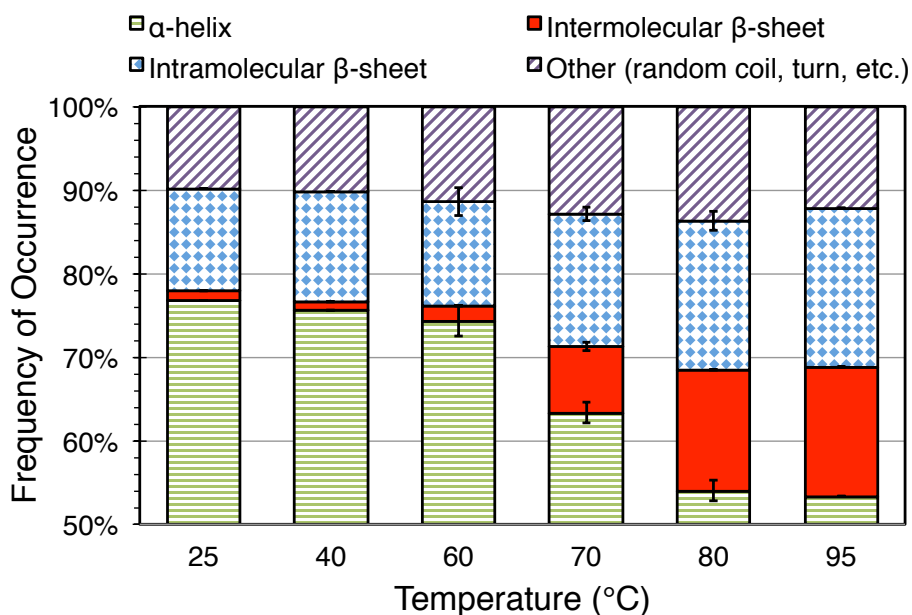 α-helix
Intermolecular β-sheet
Intramolecular β-sheet
Other (random coil, turn, etc.)
Frequency of Occurrence
100%
90%
80%
70%
60%
50%
25 40 60 70 80 95
Temperature (°C)